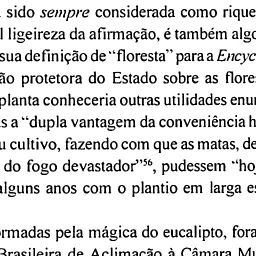 sido sempre considerada como rique
ligeireza da afirmação, é também algo
sua definição de "floresta" para a Ency
ão protetora do Estado sobre as flore
planta conheceria outras utilidades enu
s a "dupla vantagem da conveniência h
u cultivo, fazendo com que as matas, de
do fogo devastador"⁵⁶, pudessem "ho
alguns anos com o plantio em larga es
ormadas pela mágica do eucalipto, fora
Brasileira de Aclimação à Câmara Mu